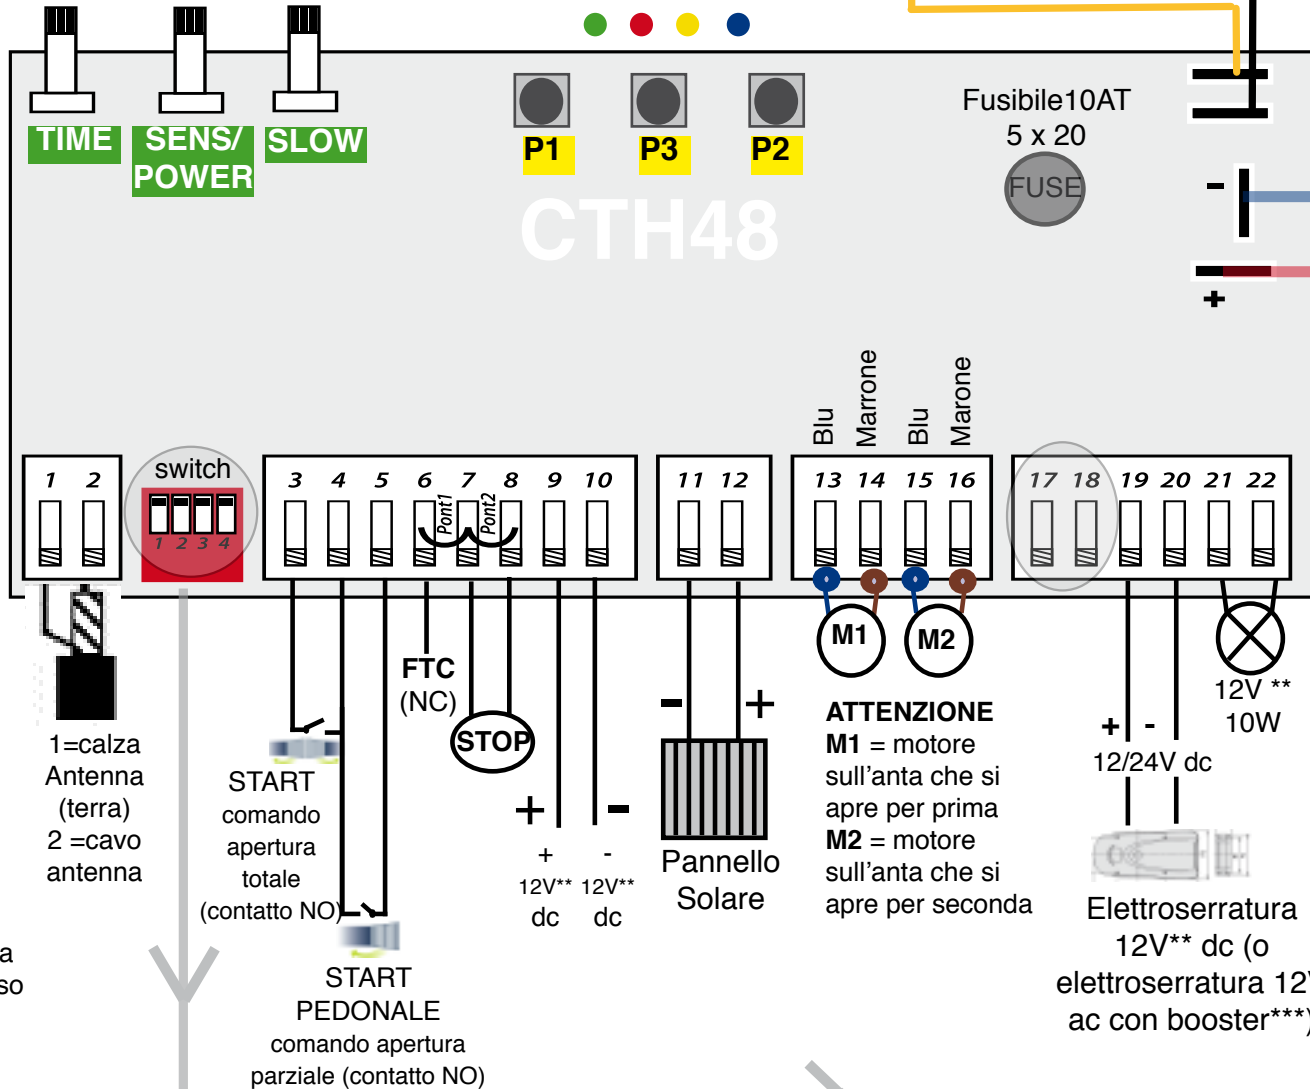 TIME
SENS/
POWER
SLOW
P1
P3
P2
Fusibile10AT
5 x 20
FUSE
CTH48
-
+
Blu
Marrone
Blu
Marone
1 2
switch
1 2 3 4
3 4 5 6 7 8 9 10
Pont1
Pont2
11 12
13 14 15 16
17 18 19 20 21 22
1=calza
Antenna
(terra)
2 =cavo
antenna
START
comando
apertura
totale
(contatto NO)
START
PEDONALE
comando apertura
parziale (contatto NO)
FTC
(NC)
STOP
+ -
+ -
12V** 12V**
dc dc
- +
Pannello
Solare
M1
M2
ATTENZIONE
M1 = motore
sull'anta che si
apre per prima
M2 = motore
sull'anta che si
apre per seconda
+ -
12/24V dc
12V **
10W
Elettroserratura
12V** dc (o
elettroserratura 12V
ac con booster***)
a
so